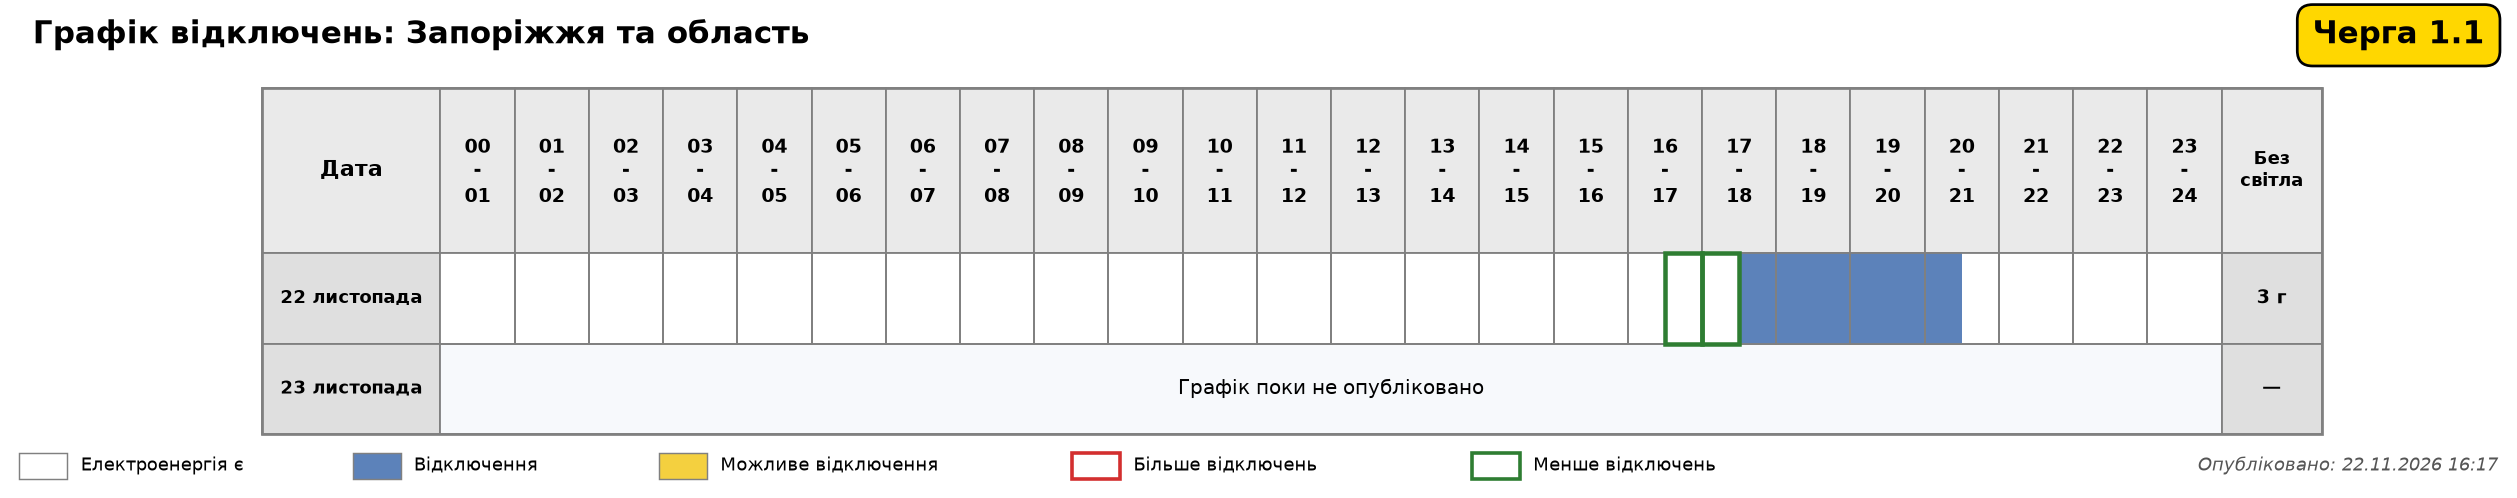 Графік відключень: Запоріжжя та область
Черга 1.1
Дата
00 - 01
01 - 02
02 - 03
03 - 04
04 - 05
05 - 06
06 - 07
07 - 08
08 - 09
09 - 10
10 - 11
11 - 12
12 - 13
13 - 14
14 - 15
15 - 16
16 - 17
17 - 18
18 - 19
19 - 20
20 - 21
21 - 22
22 - 23
23 - 24
Без
світла
22 листопада
3 г
23 листопада
Графік поки не опубліковано
—
Електроенергія є
Відключення
Можливе відключення
Більше відключень
Менше відключень
Опубліковано: 22.11.2026 16:17